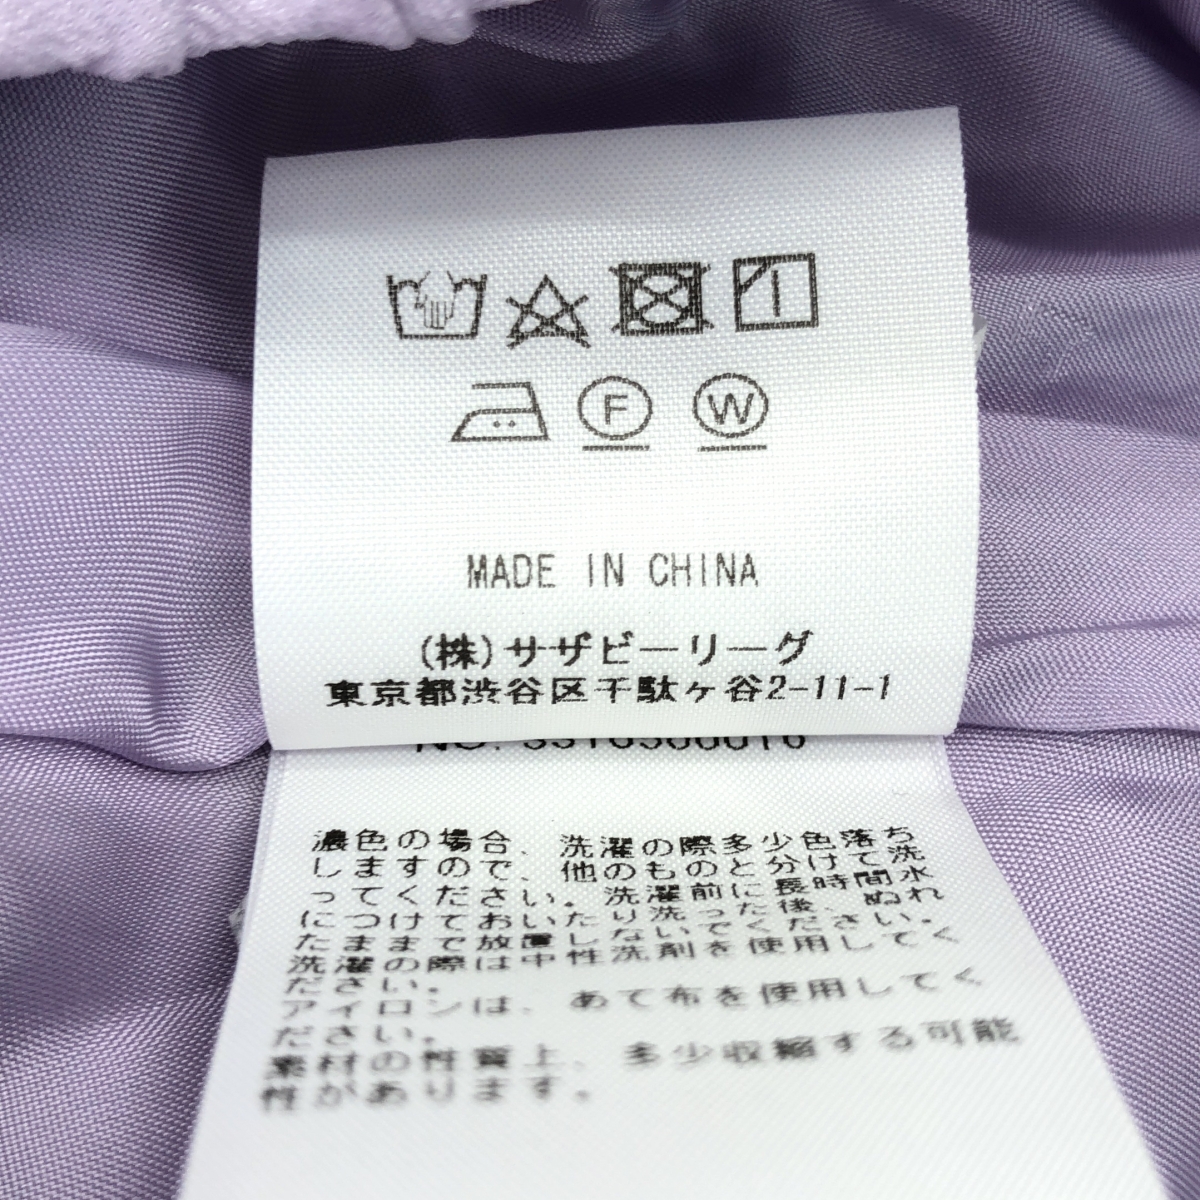 F W
MADE IN CHINA
(株)サザビーリーグ
東京都渋谷区千駄ヶ谷2-11-1
濃色の場合、洗濯の際多少色落ち
しますので、他のものと分けて洗
ってください。洗濯前に長時間水
につけておいたり洗った後、ぬれ
たままで放置しないでください。
洗濯の際は中性洗剤を使用してく
ださい。
アイロンは、あて布を使用してく
ださい。
素材の性質上、多少収縮する可能
性があります。